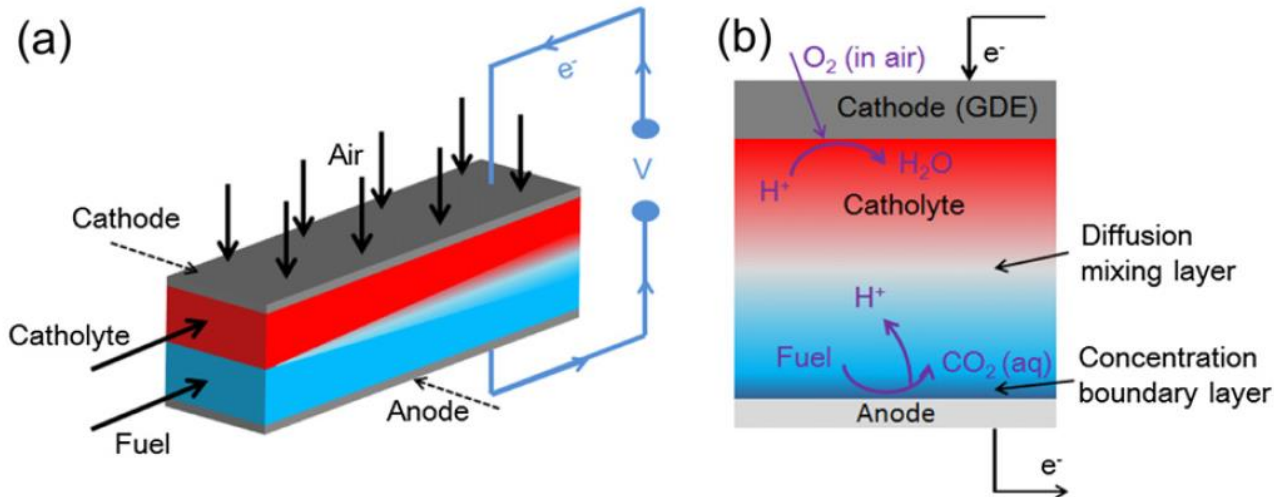 (a)
e-
Air
V
Cathode
Catholyte
Anode
Fuel
(b)
e-
O2 (in air)
Cathode (GDE)
H+
H2O
Catholyte
Diffusion
mixing layer
H+
Fuel
CO2 (aq)
Concentration
boundary layer
Anode
e-